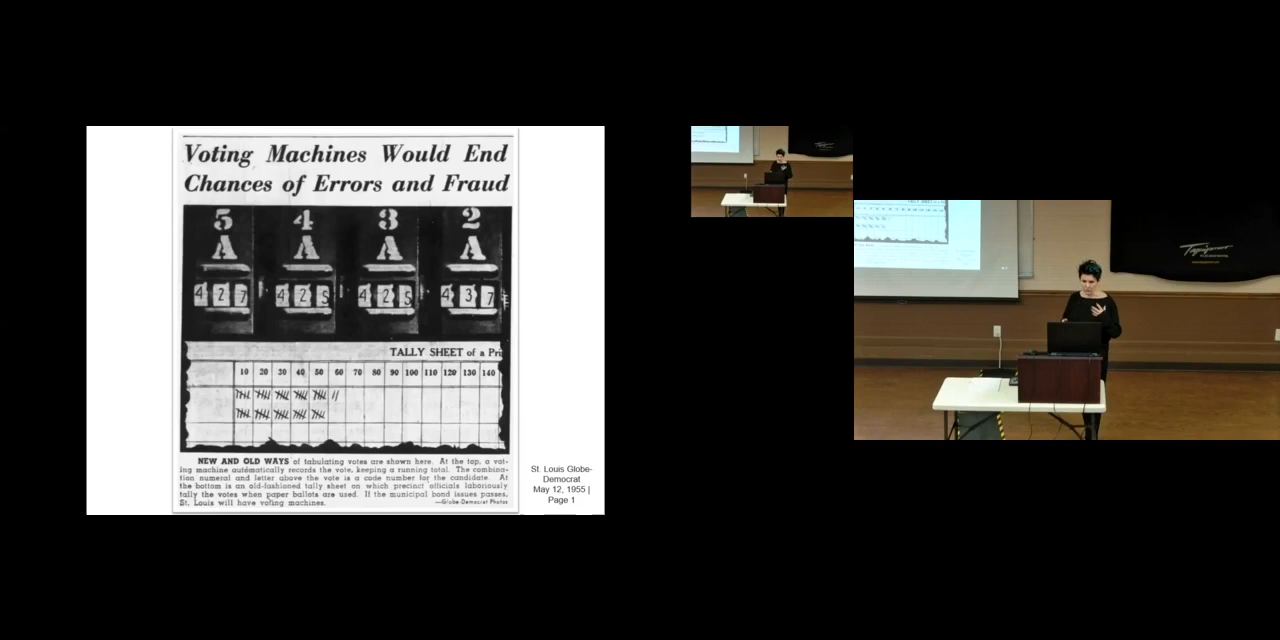 Voting Machines Would End
Chances of Errors and Fraud
5 4 3 2
A A A A
427 425 425 437
TALLY SHEET of a Pri
10 20 30 40 50 60 70 80 90 100 110 120 130 140
NEW AND OLD WAYS of tabulating votes are shown here. At the top, a vot-
ing machine automatically records the vote, keeping a running total. The combina-
tion numeral and letter above the vote is a code number for the candidate. At
the bottom is an old-fashioned tally sheet on which precinct officials laboriously
tally the votes when paper ballots are used. If the municipal bond issues passes,
St. Louis will have voting machines.
—Globe-Democrat Photos
St. Louis Globe-
Democrat
May 12, 1955 |
Page 1